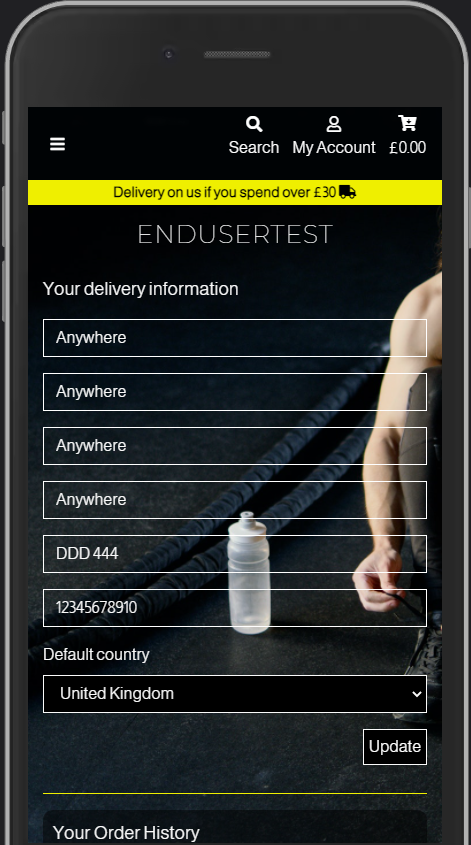 Search
My Account
£0.00
Delivery on us if you spend over £30
ENDUSERTEST
Your delivery information
Anywhere
Anywhere
Anywhere
Anywhere
DDD 444
12345678910
Default country
United Kingdom
Update
Your Order History